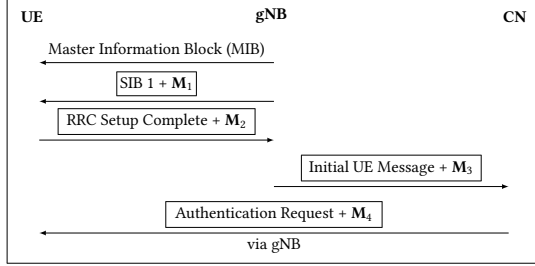 UE gNB CN
Master Information Block (MIB)
SIB 1 + M₁
RRC Setup Complete + M₂
Initial UE Message + M₃
Authentication Request + M₄
via gNB